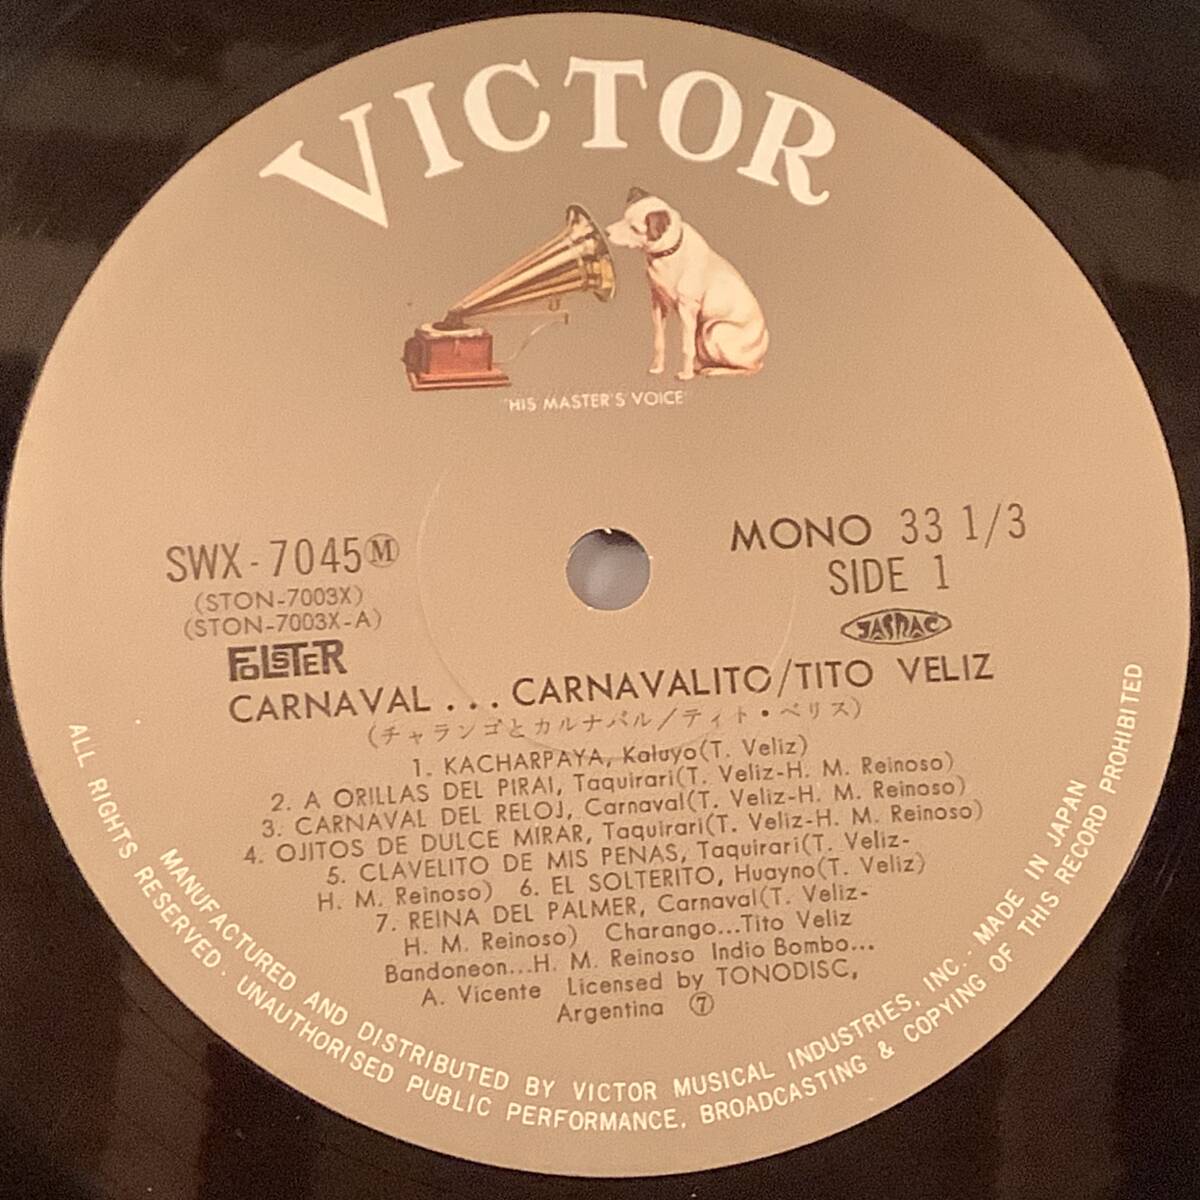 VICTOR
"HIS MASTER'S VOICE"
SWX-7045Ⓜ
(STON-7003X)
(STON-7003X-A)
FOLSTER
MONO 33 1/3
SIDE 1
JASRAC
CARNAVAL...CARNAVALITO/TITO VELIZ
(チャランゴとカルナバル/ティト・ベリス)
1. KACHARPAYA, Kaluyo(T. Veliz)
2. A ORILLAS DEL PIRAI, Taquirari(T. Veliz-H. M. Reinoso)
3. CARNAVAL DEL RELOJ, Carnaval(T. Veliz-H. M. Reinoso)
4. OJITOS DE DULCE MIRAR, Taquirari(T. Veliz-H. M. Reinoso)
5. CLAVELITO DE MIS PENAS, Taquirari(T. Veliz-
H. M. Reinoso) 6. EL SOLTERITO, Huayno(T. Veliz)
7. REINA DEL PALMER, Carnaval(T. Veliz-
H. M. Reinoso) Charango...Tito Veliz
Bandoneon...H. M. Reinoso Indio Bombo...
A. Vicente Licensed by TONODISC,
Argentina ⑦
MANUFACTURED AND DISTRIBUTED BY VICTOR MUSICAL INDUSTRIES, INC.·MADE IN JAPAN
ALL RIGHTS RESERVED·UNAUTHORISED PUBLIC PERFORMANCE, BROADCASTING & COPYING OF THIS RECORD PROHIBITED